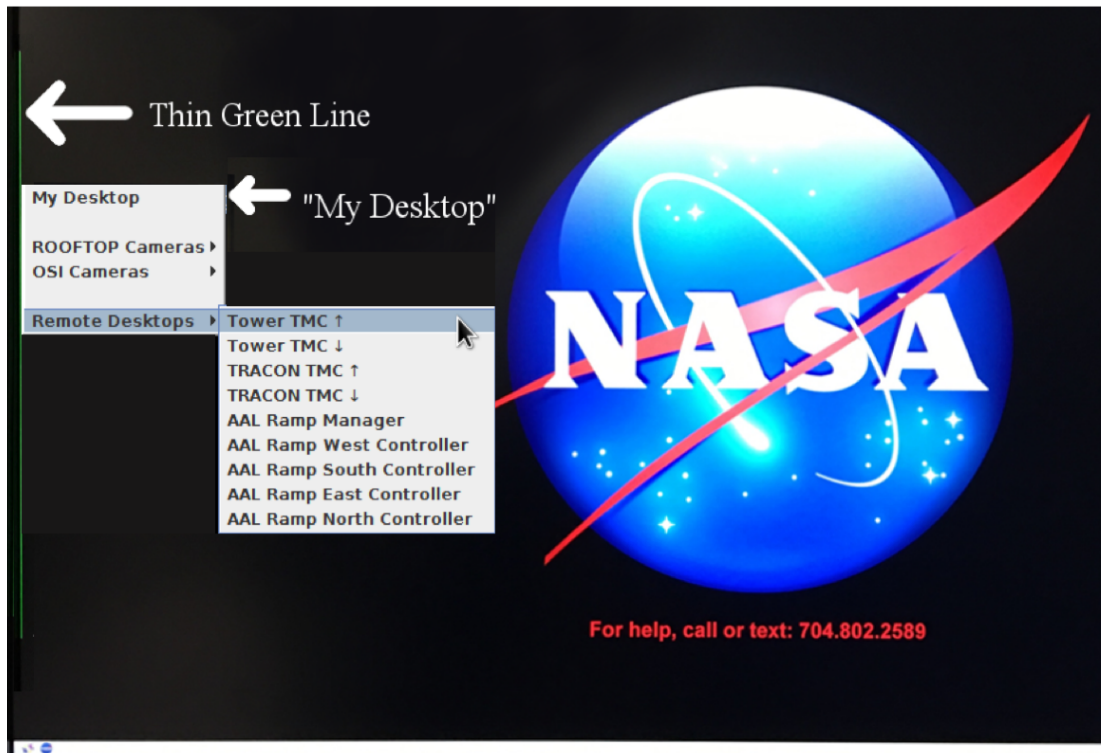 Thin Green Line
My Desktop
"My Desktop"
ROOFTOP Cameras
OSI Cameras
Remote Desktops
Tower TMC ↑
Tower TMC ↓
TRACON TMC ↑
TRACON TMC ↓
AAL Ramp Manager
AAL Ramp West Controller
AAL Ramp South Controller
AAL Ramp East Controller
AAL Ramp North Controller
NASA
For help, call or text: 704.802.2589